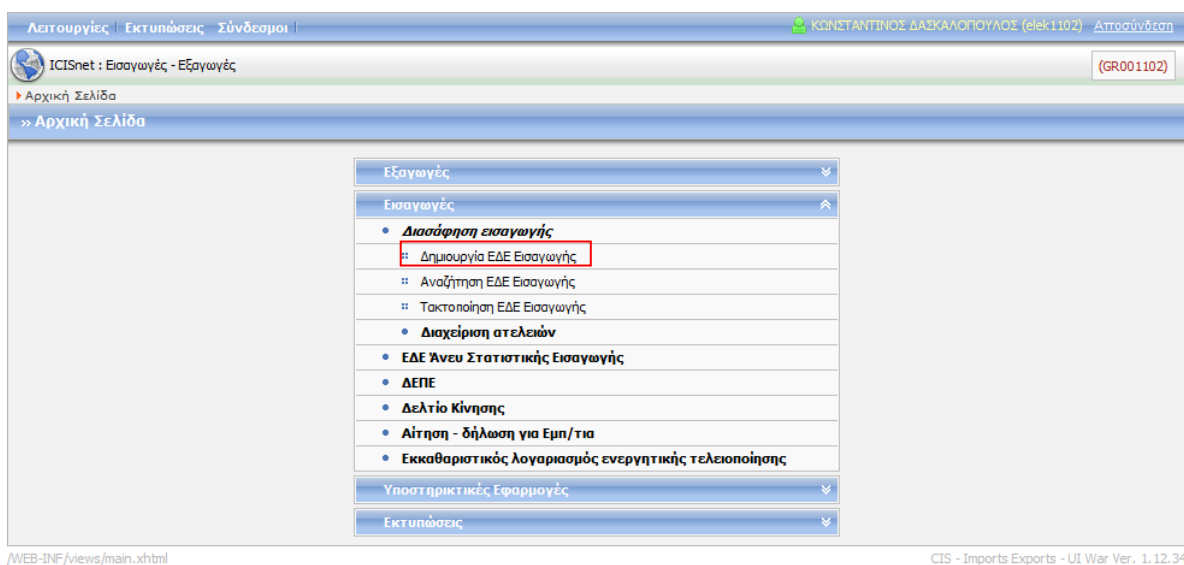 Λειτουργίες Εκτυπώσεις Σύνδεσμοι ΚΩΝΣΤΑΝΤΙΝΟΣ ΔΑΣΚΑΛΟΠΟΥΛΟΣ (elek1102) Αποσύνδεση
ICISnet : Εισαγωγές - Εξαγωγές (GR001102)
Αρχική Σελίδα
» Αρχική Σελίδα
Εξαγωγές
Εισαγωγές
Διασάφηση εισαγωγής
Δημιουργία ΕΔΕ Εισαγωγής
Αναζήτηση ΕΔΕ Εισαγωγής
Τακτοποίηση ΕΔΕ Εισαγωγής
Διαχείριση ατελειών
ΕΔΕ Άνευ Στατιστικής Εισαγωγής
ΔΕΠΕ
Δελτίο Κίνησης
Αίτηση - δήλωση για Εμπ/τια
Εκκαθαριστικός λογαριασμός ενεργητικής τελειοποίησης
Υποστηρικτικές Εφαρμογές
Εκτυπώσεις
/WEB-INF/views/main.xhtml CIS - Imports Exports - UI War Ver. 1.12.34